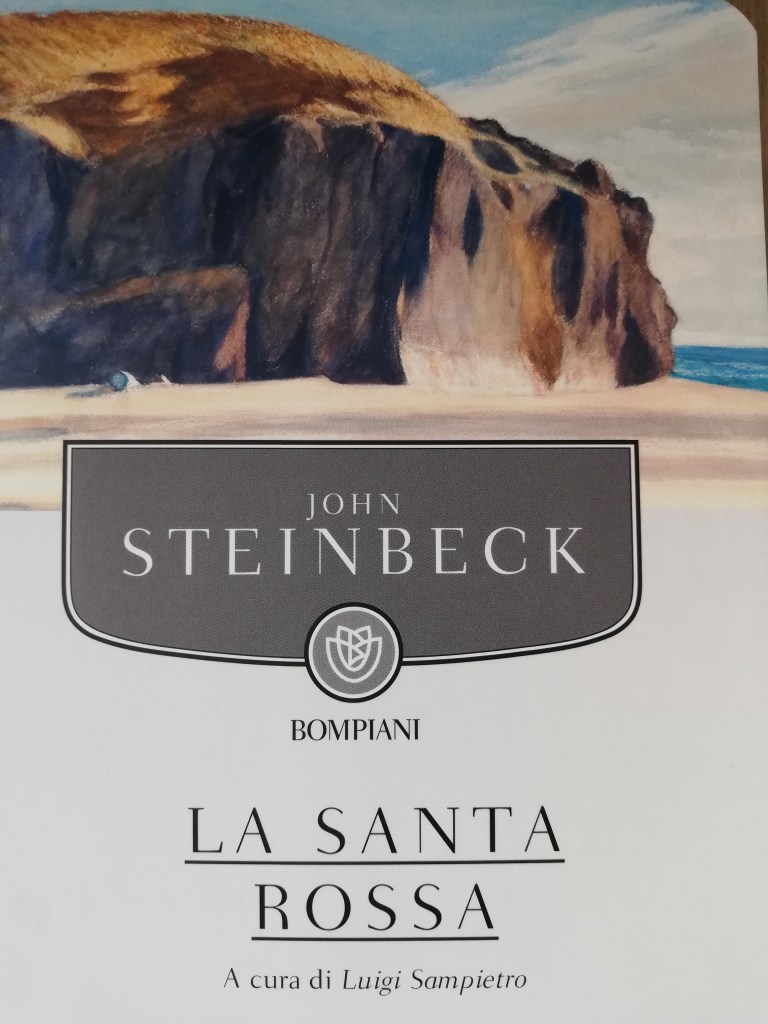 JOHN
STEINBECK
BOMPIANI
LA SANTA
ROSSA
A cura di Luigi Sampietro